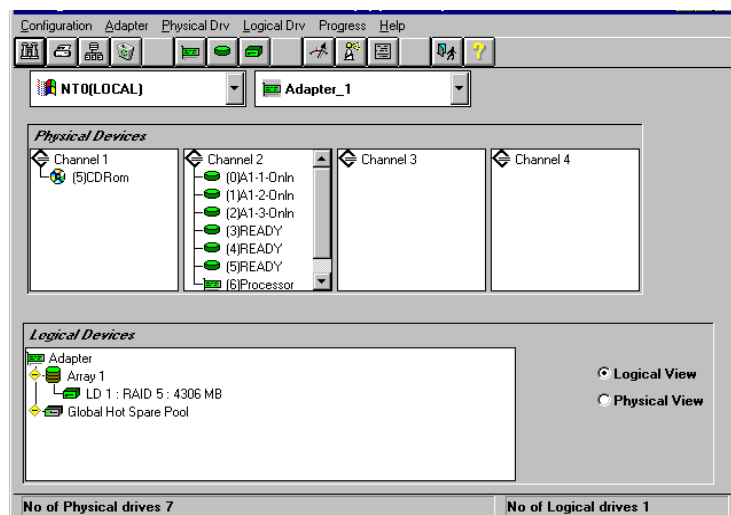 Configuration Adapter Physical Drv Logical Drv Progress Help
NT0(LOCAL) Adapter_1
Physical Devices
Channel 1
(5)CDRom
Channel 2
(0)A1-1-Onln
(1)A1-2-Onln
(2)A1-3-Onln
(3)READY
(4)READY
(5)READY
(6)Processor
Channel 3
Channel 4
Logical Devices
Adapter
Array 1
LD 1 : RAID 5 : 4306 MB
Global Hot Spare Pool
Logical View
Physical View
No of Physical drives 7 No of Logical drives 1